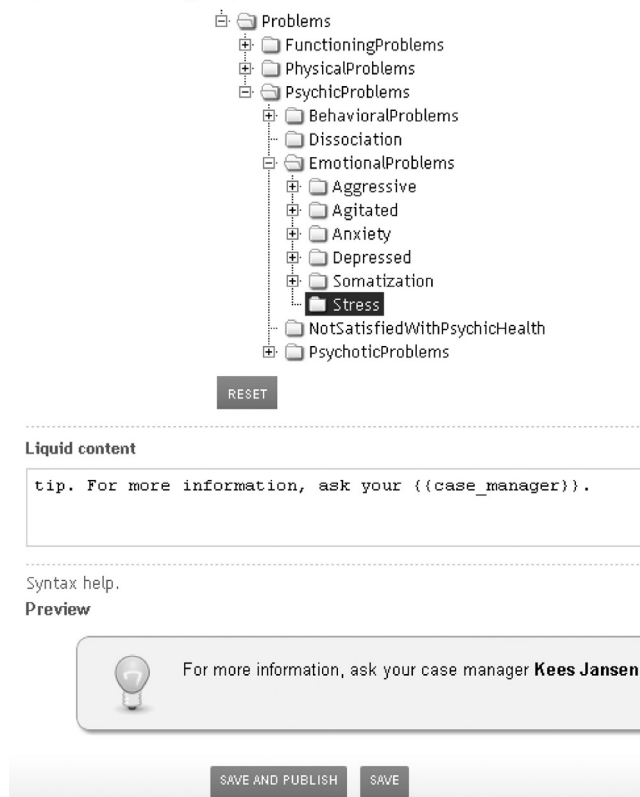 Problems
FunctioningProblems
PhysicalProblems
PsychicProblems
BehavioralProblems
Dissociation
EmotionalProblems
Aggressive
Agitated
Anxiety
Depressed
Somatization
Stress
NotSatisfiedWithPsychicHealth
PsychoticProblems
RESET
Liquid content
tip. For more information, ask your {{case_manager}}.
Syntax help.
Preview
For more information, ask your case manager Kees Jansen
SAVE AND PUBLISH SAVE